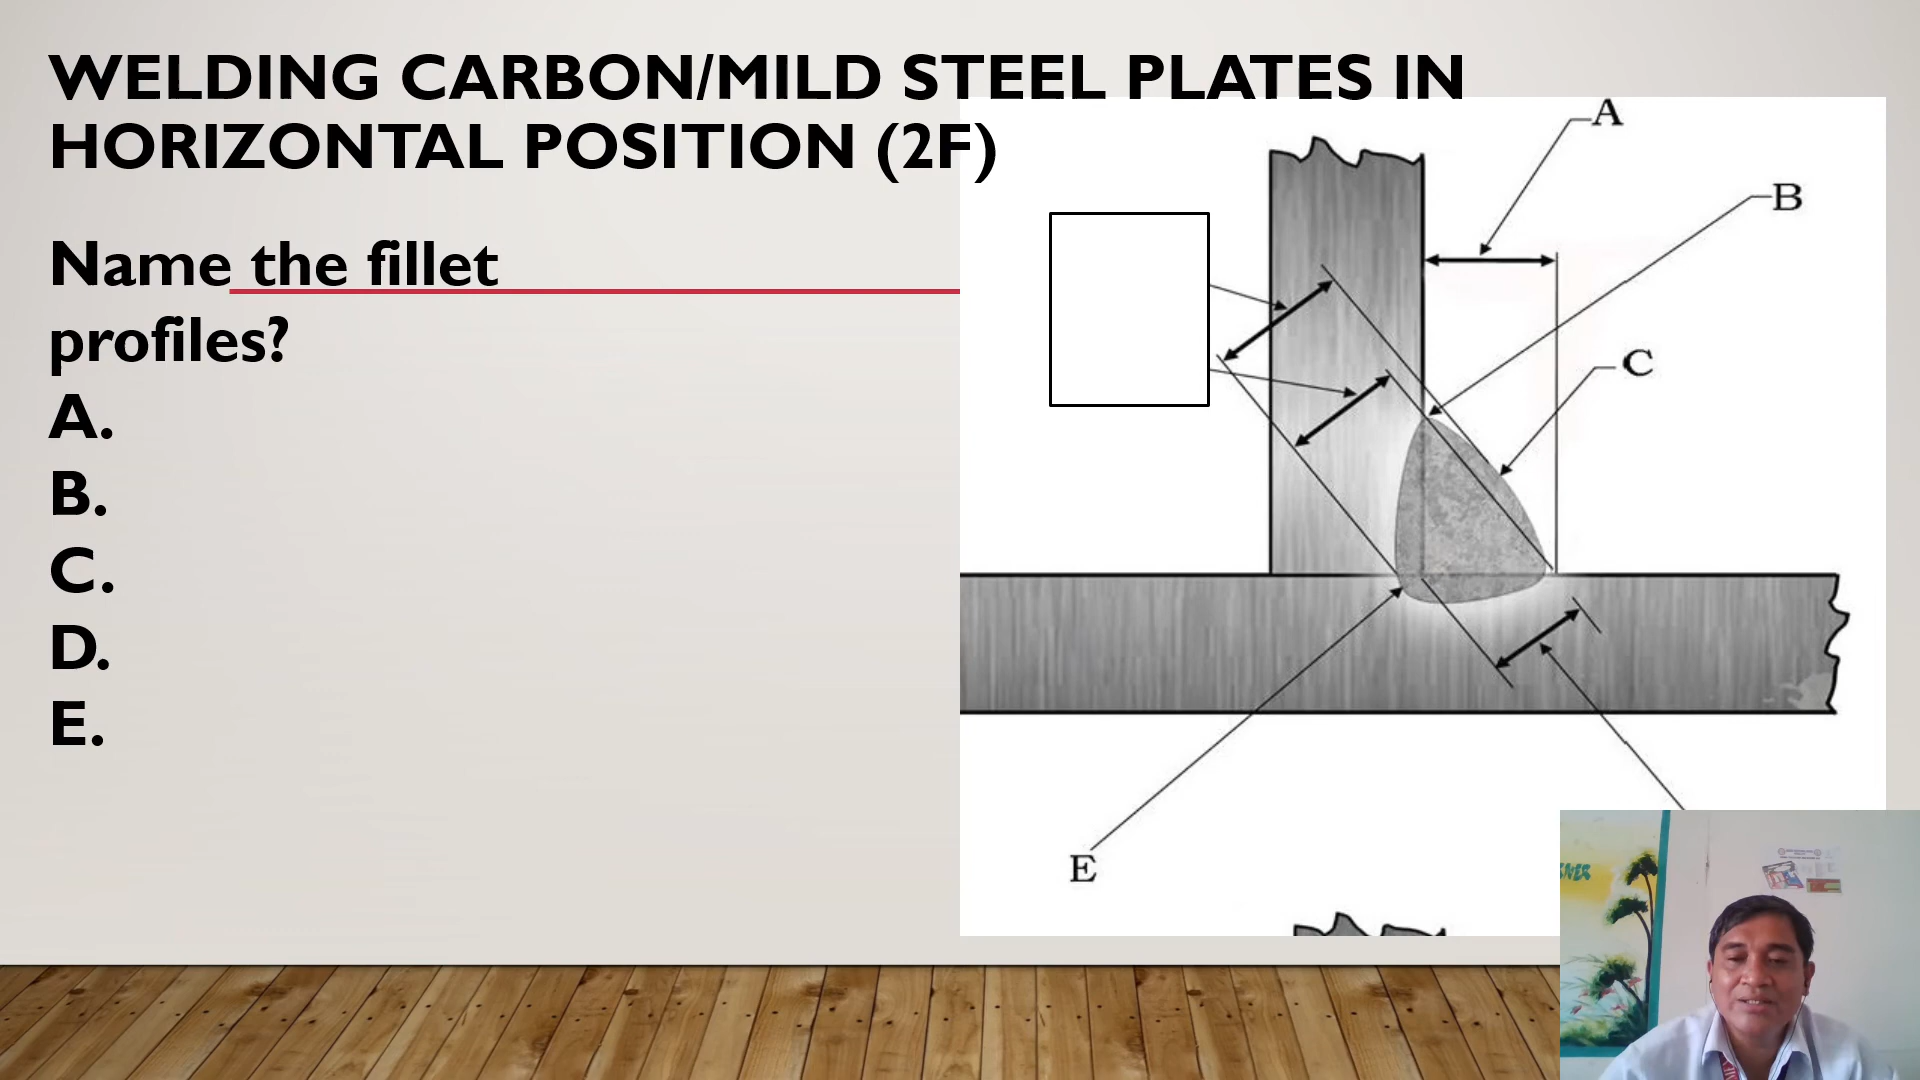 WELDING CARBON/MILD STEEL PLATES IN
HORIZONTAL POSITION (2F)
Name the fillet
profiles?
A.
B.
C.
D.
E.
A
B
C
E